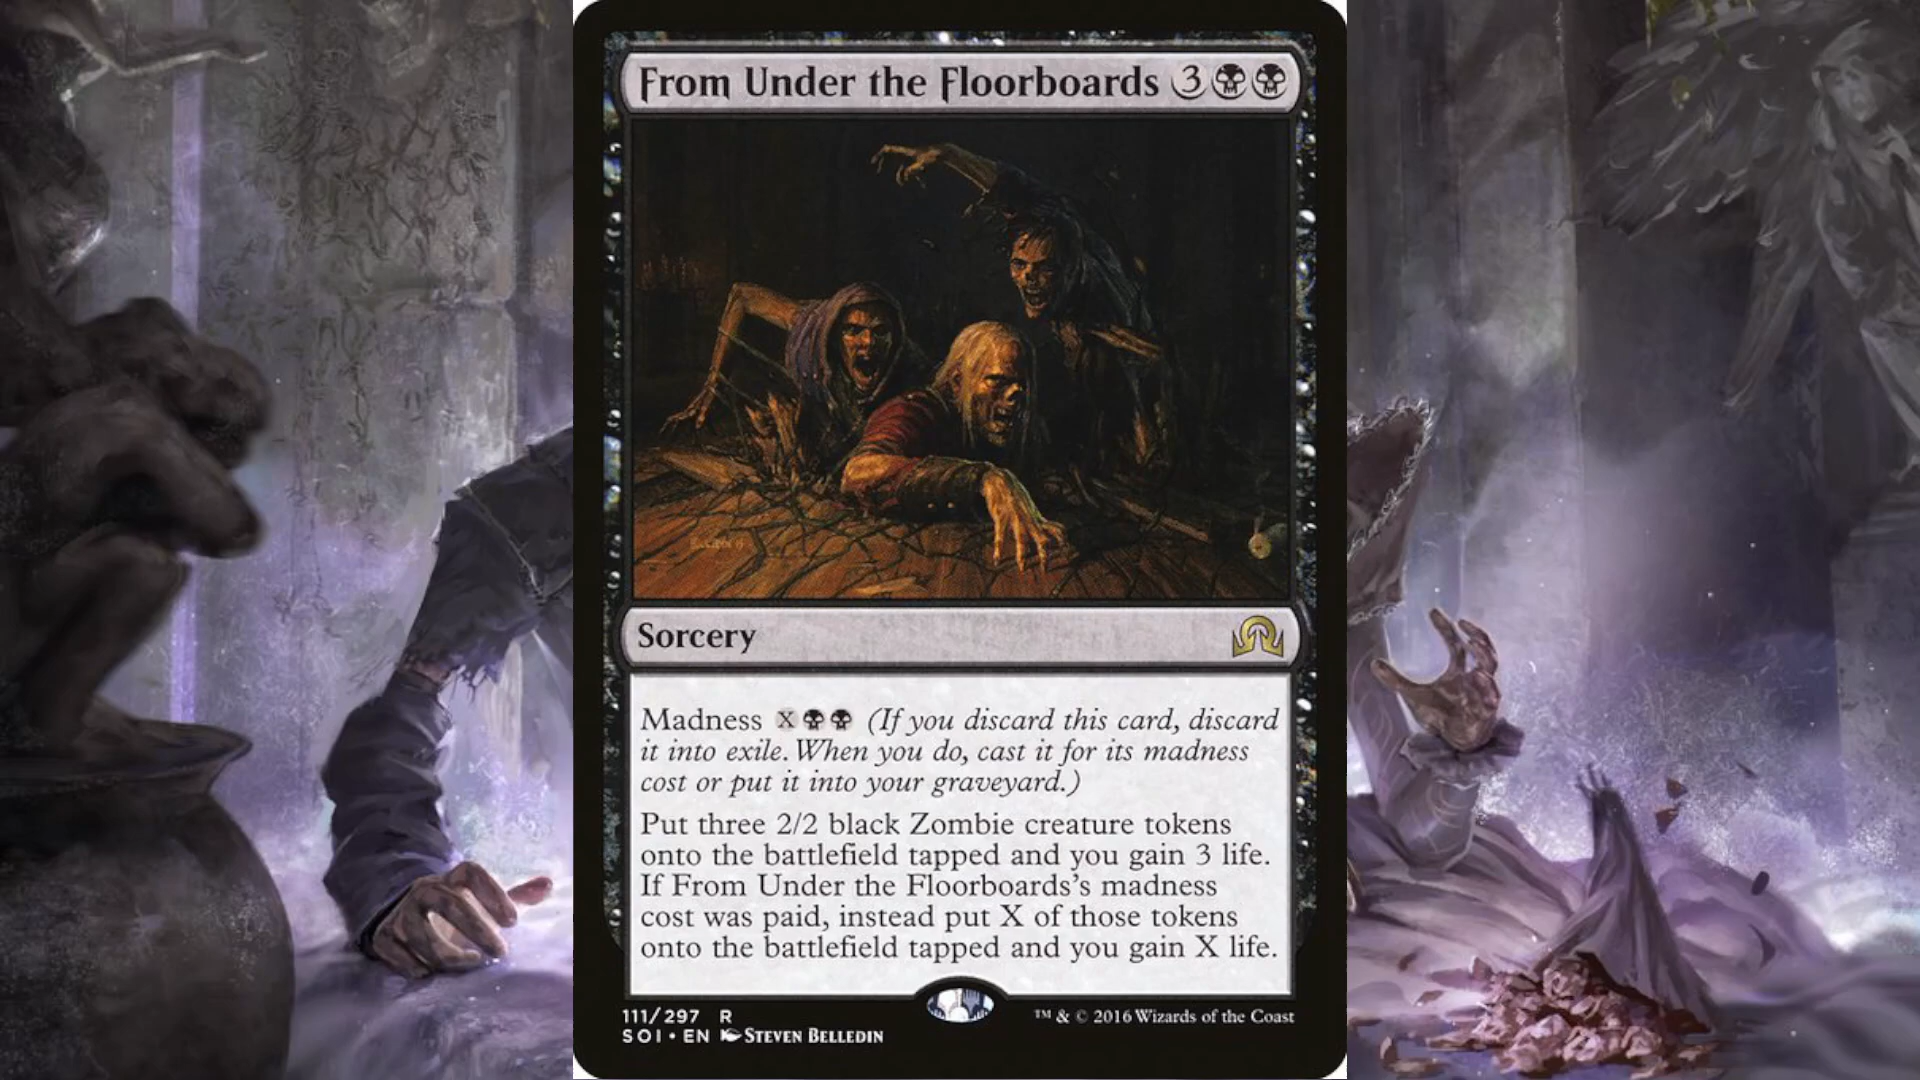 From Under the Floorboards 3
Sorcery
Madness X (If you discard this card, discard
it into exile. When you do, cast it for its madness
cost or put it into your graveyard.)
Put three 2/2 black Zombie creature tokens
onto the battlefield tapped and you gain 3 life.
If From Under the Floorboards's madness
cost was paid, instead put X of those tokens
onto the battlefield tapped and you gain X life.
111/297 R
SOI • EN STEVEN BELLEDIN
™ & © 2016 Wizards of the Coast